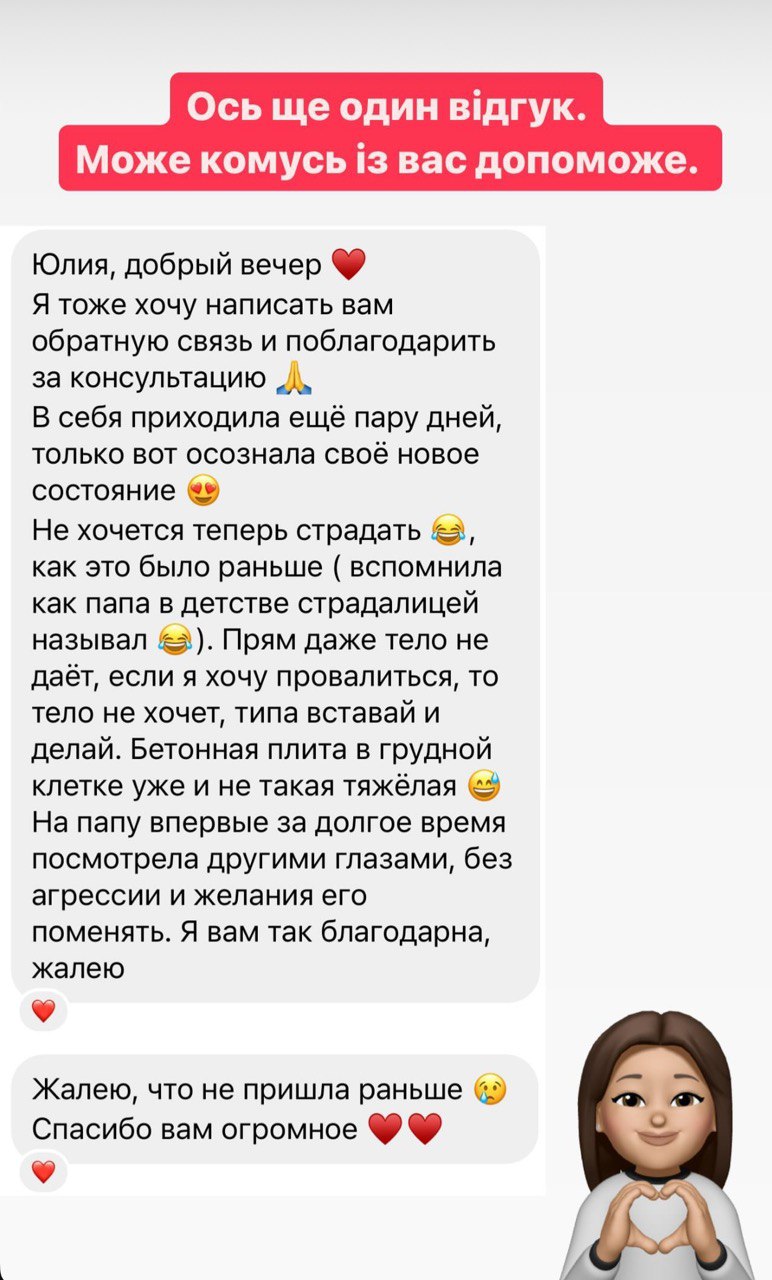 Ось ще один відгук.
Може комусь із вас допоможе.
Юлия, добрый вечер ♥️
Я тоже хочу написать вам
обратную связь и поблагодарить
за консультацию 🙏
В себя приходила ещё пару дней,
только вот осознала своё новое
состояние 😍
Не хочется теперь страдать 😂,
как это было раньше ( вспомнила
как папа в детстве страдалицей
называл 😂). Прям даже тело не
даёт, если я хочу провалиться, то
тело не хочет, типа вставай и
делай. Бетонная плита в грудной
клетке уже и не такая тяжёлая 😅
На папу впервые за долгое время
посмотрела другими глазами, без
агрессии и желания его
поменять. Я вам так благодарна,
жалею
❤️
Жалею, что не пришла раньше 😢
Спасибо вам огромное ♥️♥️
❤️